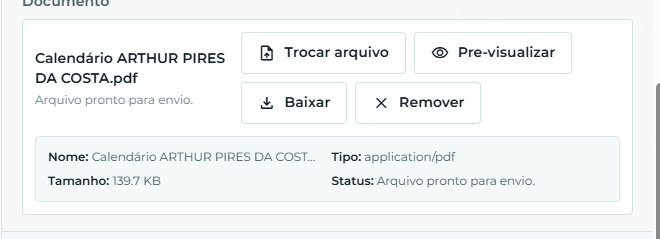 Documento
Calendário ARTHUR PIRES
DA COSTA.pdf
Arquivo pronto para envio.
Trocar arquivo
Pre-visualizar
Baixar
Remover
Nome: Calendário ARTHUR PIRES DA COST...
Tipo: application/pdf
Tamanho: 139.7 KB
Status: Arquivo pronto para envio.